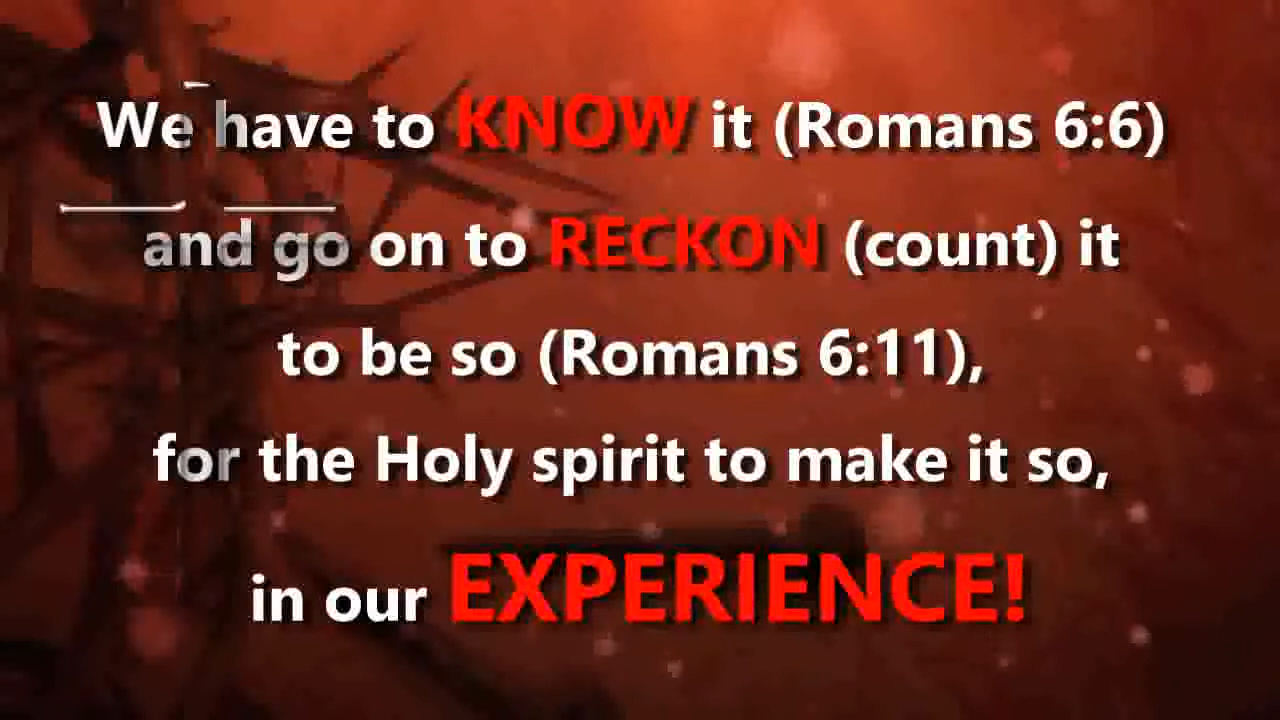 We have to KNOW it (Romans 6:6)
and go on to RECKON (count) it
to be so (Romans 6:11),
for the Holy spirit to make it so,
in our EXPERIENCE!